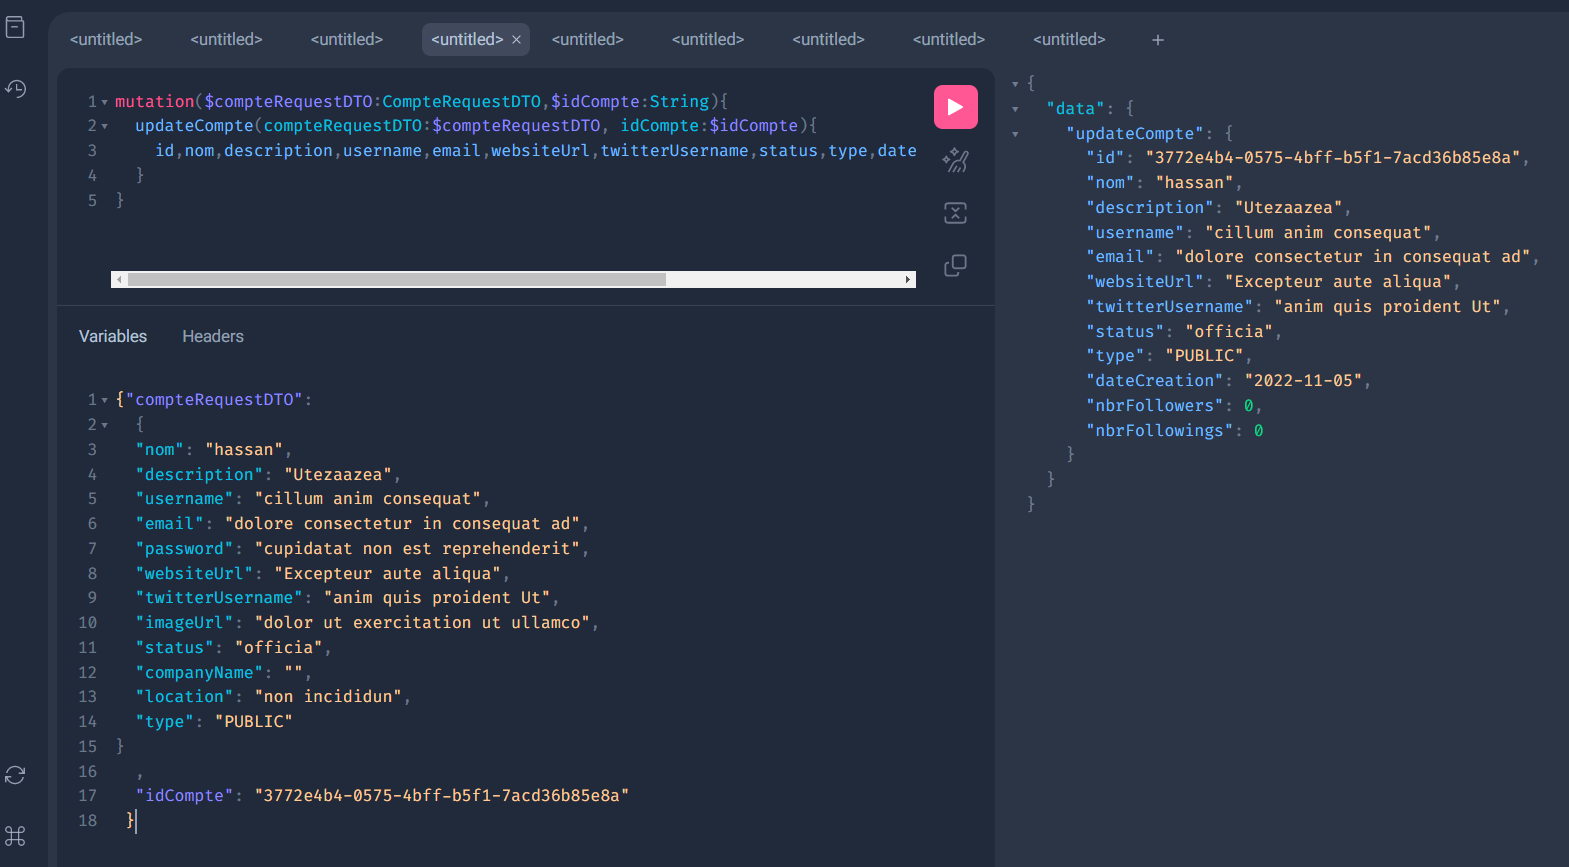 <untitled> <untitled> <untitled> <untitled> × <untitled> <untitled> <untitled> <untitled> <untitled> +
1 mutation($compteRequestDTO:CompteRequestDTO,$idCompte:String){
2 updateCompte(compteRequestDTO:$compteRequestDTO, idCompte:$idCompte){
3 id,nom,description,username,email,websiteUrl,twitterUsername,status,type,date
4 }
5 }
Variables Headers
1 {"compteRequestDTO":
2 {
3 "nom": "hassan",
4 "description": "Utezaazea",
5 "username": "cillum anim consequat",
6 "email": "dolore consectetur in consequat ad",
7 "password": "cupidatat non est reprehenderit",
8 "websiteUrl": "Excepteur aute aliqua",
9 "twitterUsername": "anim quis proident Ut",
10 "imageUrl": "dolor ut exercitation ut ullamco",
11 "status": "officia",
12 "companyName": "",
13 "location": "non incididun",
14 "type": "PUBLIC"
15 }
16 ,
17 "idCompte": "3772e4b4-0575-4bff-b5f1-7acd36b85e8a"
18 }
{
"data": {
"updateCompte": {
"id": "3772e4b4-0575-4bff-b5f1-7acd36b85e8a",
"nom": "hassan",
"description": "Utezaazea",
"username": "cillum anim consequat",
"email": "dolore consectetur in consequat ad",
"websiteUrl": "Excepteur aute aliqua",
"twitterUsername": "anim quis proident Ut",
"status": "officia",
"type": "PUBLIC",
"dateCreation": "2022-11-05",
"nbrFollowers": 0,
"nbrFollowings": 0
}
}
}